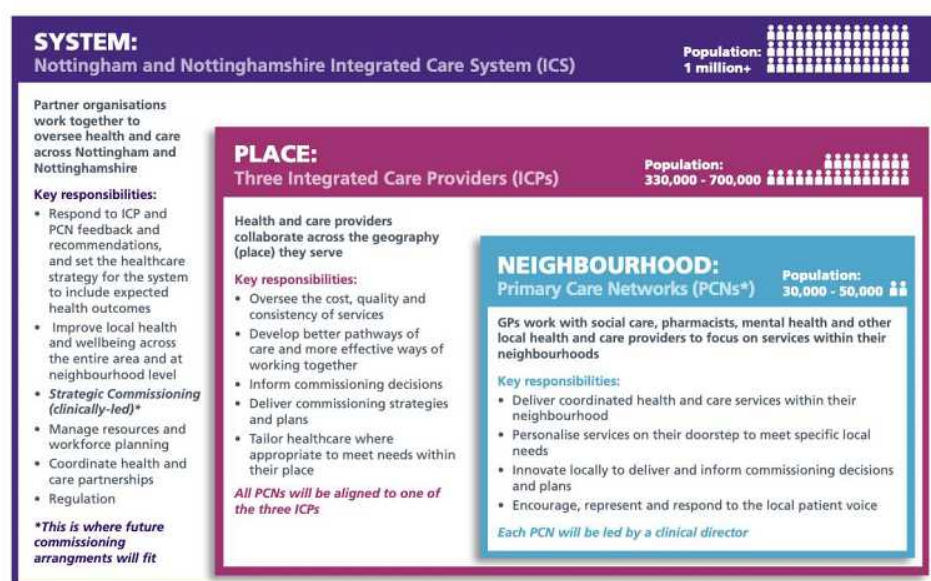 SYSTEM:
Nottingham and Nottinghamshire Integrated Care System (ICS)
Population:
1 million+
Partner organisations
work together to
oversee health and care
across Nottingham and
Nottinghamshire
Key responsibilities:
• Respond to ICP and
PCN feedback and
recommendations,
and set the healthcare
strategy for the system
to include expected
health outcomes
• Improve local health
and wellbeing across
the entire area and at
neighbourhood level
• Strategic Commissioning
(clinically-led)*
• Manage resources and
workforce planning
• Coordinate health and
care partnerships
• Regulation
*This is where future
commissioning
arrangments will fit
PLACE:
Three Integrated Care Providers (ICPs)
Population:
330,000 - 700,000
Health and care providers
collaborate across the geography
(place) they serve
Key responsibilities:
• Oversee the cost, quality and
consistency of services
• Develop better pathways of
care and more effective ways of
working together
• Inform commissioning decisions
• Deliver commissioning strategies
and plans
• Tailor healthcare where
appropriate to meet needs within
their place
All PCNs will be aligned to one of
the three ICPs
NEIGHBOURHOOD:
Primary Care Networks (PCNs*)
Population:
30,000 - 50,000
GPs work with social care, pharmacists, mental health and other
local health and care providers to focus on services within their
neighbourhoods
Key responsibilities:
• Deliver coordinated health and care services within their
neighbourhood
• Personalise services on their doorstep to meet specific local
needs
• Innovate locally to deliver and inform commissioning decisions
and plans
• Encourage, represent and respond to the local patient voice
Each PCN will be led by a clinical director